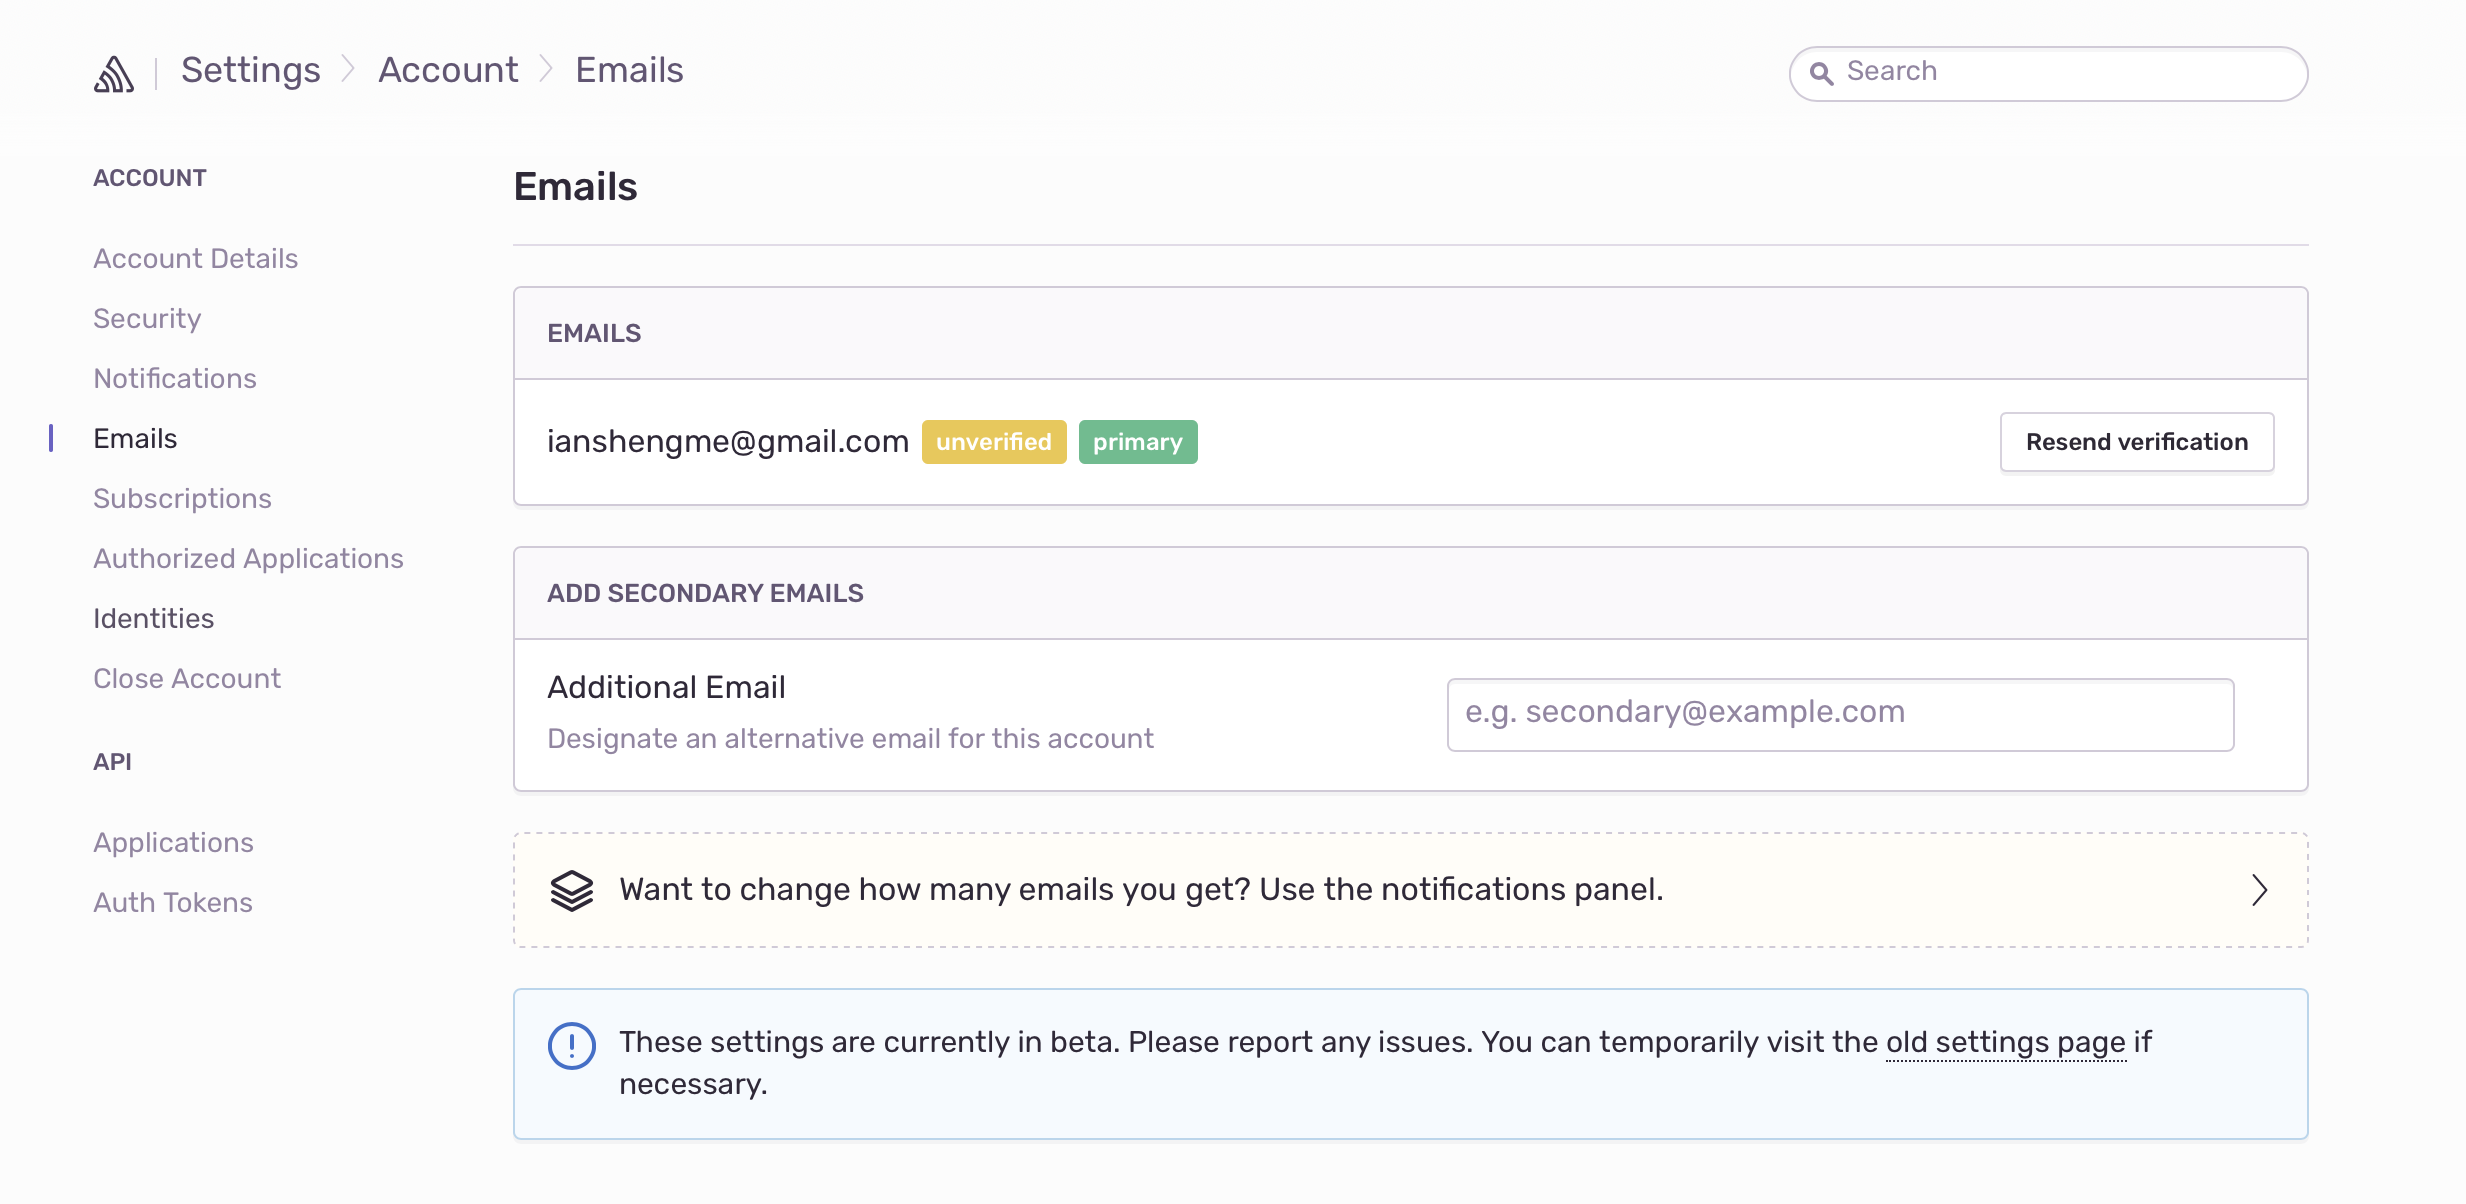 Settings > Account > Emails
Search
ACCOUNT
Account Details
Security
Notifications
Emails
Subscriptions
Authorized Applications
Identities
Close Account
API
Applications
Auth Tokens
Emails
EMAILS
ianshengme@gmail.com unverified primary Resend verification
ADD SECONDARY EMAILS
Additional Email
Designate an alternative email for this account
e.g. secondary@example.com
Want to change how many emails you get? Use the notifications panel.
These settings are currently in beta. Please report any issues. You can temporarily visit the old settings page if
necessary.